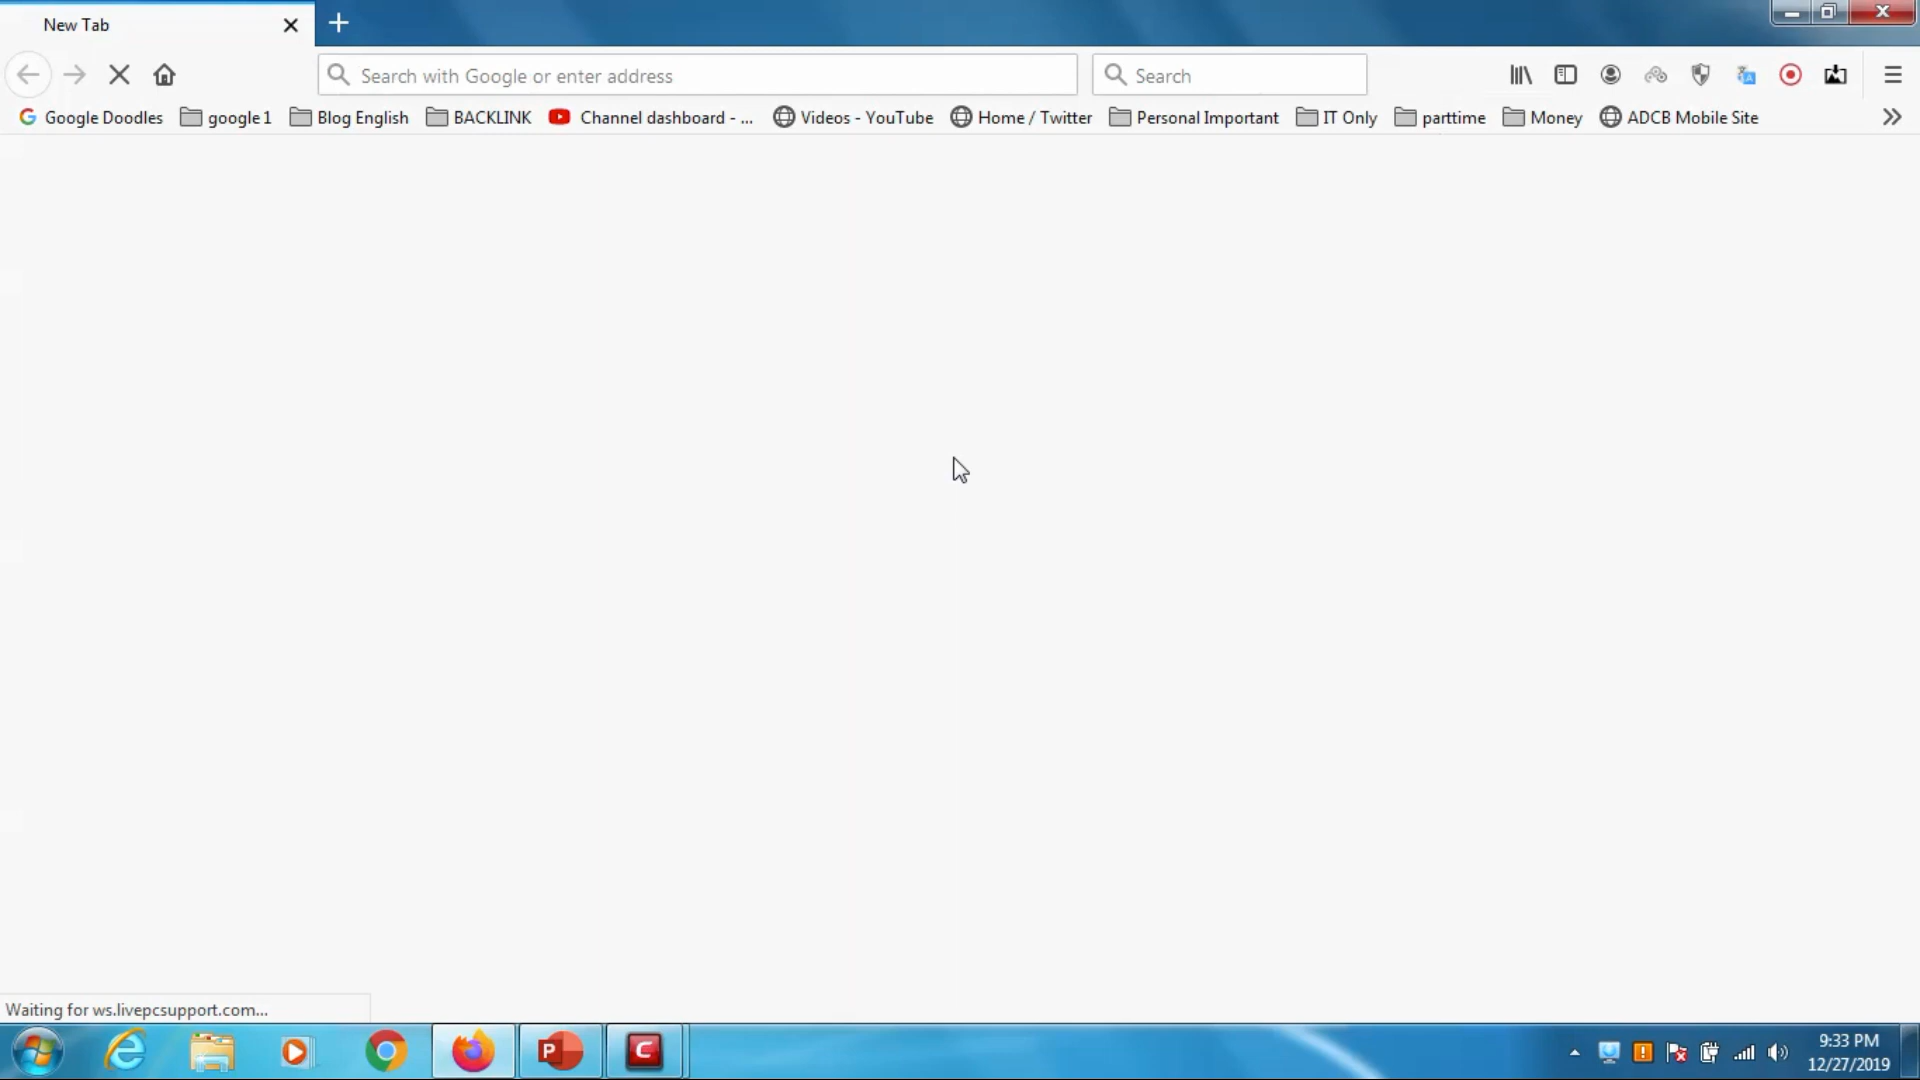 New Tab
Search with Google or enter address
Search
Google Doodles
google1
Blog English
BACKLINK
Channel dashboard - ...
Videos - YouTube
Home / Twitter
Personal Important
IT Only
parttime
Money
ADCB Mobile Site
Waiting for ws.livepcsupport.com...
9:33 PM
12/27/2019